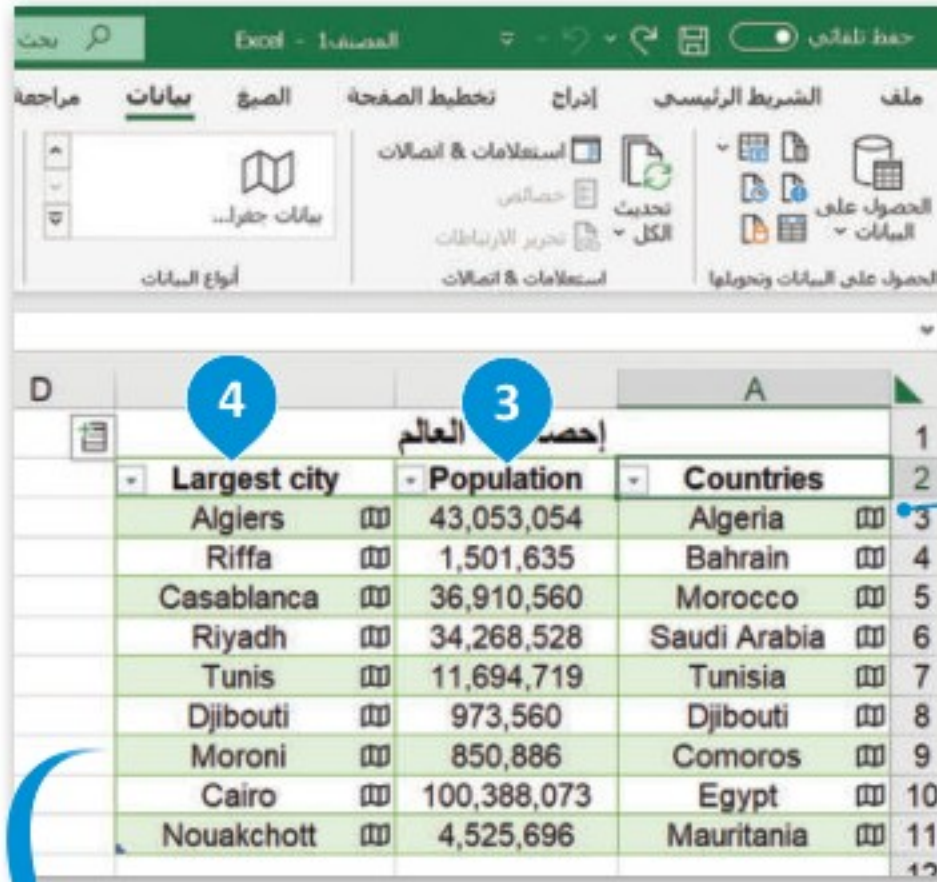 حفظ تلقائي المصنف1 - Excel بحث
ملف الشريط الرئيسي إدراج تخطيط الصفحة الصيغ بيانات مراجعة
الحصول على البيانات
تحديث الكل
استعلامات & اتصالات
خصائص
تحرير الارتباطات
بيانات جغرا...
الحصول على البيانات وتحويلها استعلامات & اتصالات أنواع البيانات
A D
3 4
1 العالم
2 Countries Population Largest city
3 Algeria 43,053,054 Algiers
4 Bahrain 1,501,635 Riffa
5 Morocco 36,910,560 Casablanca
6 Saudi Arabia 34,268,528 Riyadh
7 Tunisia 11,694,719 Tunis
8 Djibouti 973,560 Djibouti
9 Comoros 850,886 Moroni
10 Egypt 100,388,073 Cairo
11 Mauritania 4,525,696 Nouakchott